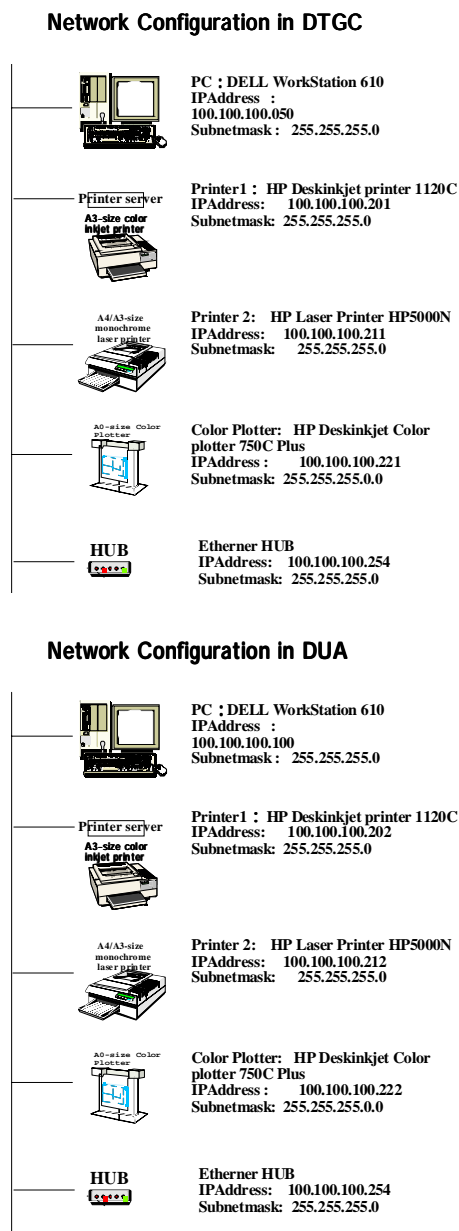 Network Configuration in DTGC
PC : DELL WorkStation 610
IPAddress :
100.100.100.050
Subnetmask : 255.255.255.0
Printer server
A3-size color
inkjet printer
Printer1 : HP Deskinkjet printer 1120C
IPAddress: 100.100.100.201
Subnetmask: 255.255.255.0
A4/A3-size
monochrome
laser printer
Printer 2: HP Laser Printer HP5000N
IPAddress: 100.100.100.211
Subnetmask: 255.255.255.0
A0-size Color
Plotter
Color Plotter: HP Deskinkjet Color
plotter 750C Plus
IPAddress : 100.100.100.221
Subnetmask: 255.255.255.0.0
HUB
Etherner HUB
IPAddress: 100.100.100.254
Subnetmask: 255.255.255.0
Network Configuration in DUA
PC : DELL WorkStation 610
IPAddress :
100.100.100.100
Subnetmask : 255.255.255.0
Printer server
A3-size color
inkjet printer
Printer1 : HP Deskinkjet printer 1120C
IPAddress: 100.100.100.202
Subnetmask: 255.255.255.0
A4/A3-size
monochrome
laser printer
Printer 2: HP Laser Printer HP5000N
IPAddress: 100.100.100.212
Subnetmask: 255.255.255.0
A0-size Color
Plotter
Color Plotter: HP Deskinkjet Color
plotter 750C Plus
IPAddress : 100.100.100.222
Subnetmask: 255.255.255.0.0
HUB
Etherner HUB
IPAddress: 100.100.100.254
Subnetmask: 255.255.255.0